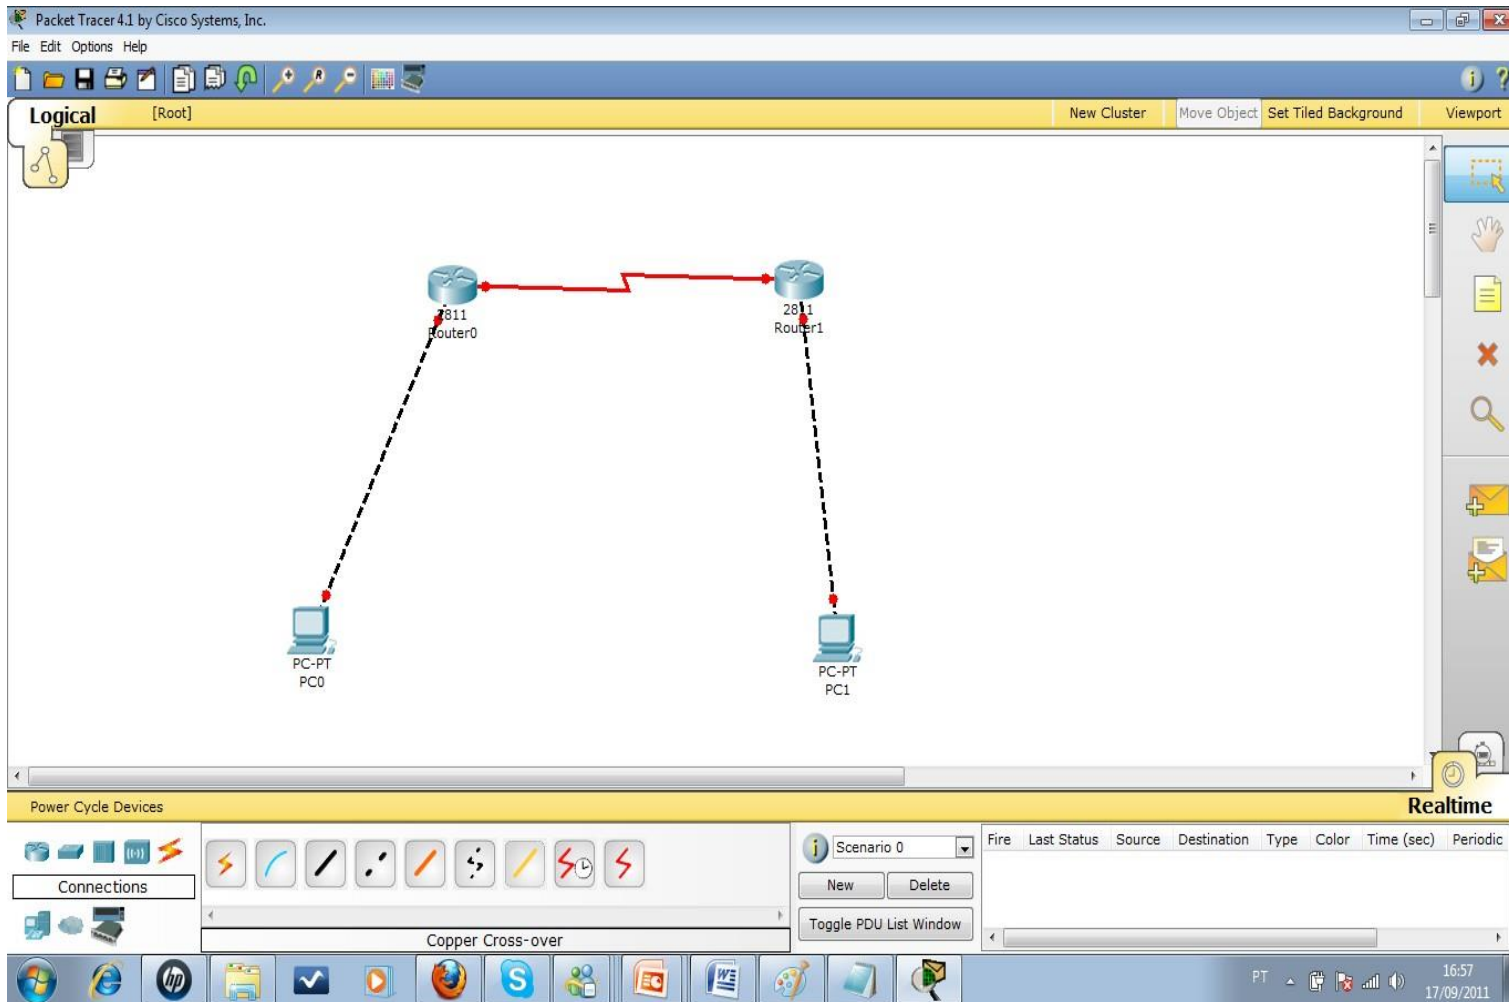 Packet Tracer 4.1 by Cisco Systems, Inc.
File Edit Options Help
Logical [Root] New Cluster Move Object Set Tiled Background Viewport
2811
Router0
2811
Router1
PC-PT
PC0
PC-PT
PC1
Power Cycle Devices Realtime
Scenario 0
Fire Last Status Source Destination Type Color Time (sec) Periodic
Connections
New Delete
Toggle PDU List Window
Copper Cross-over
PT 16:57
17/09/2011